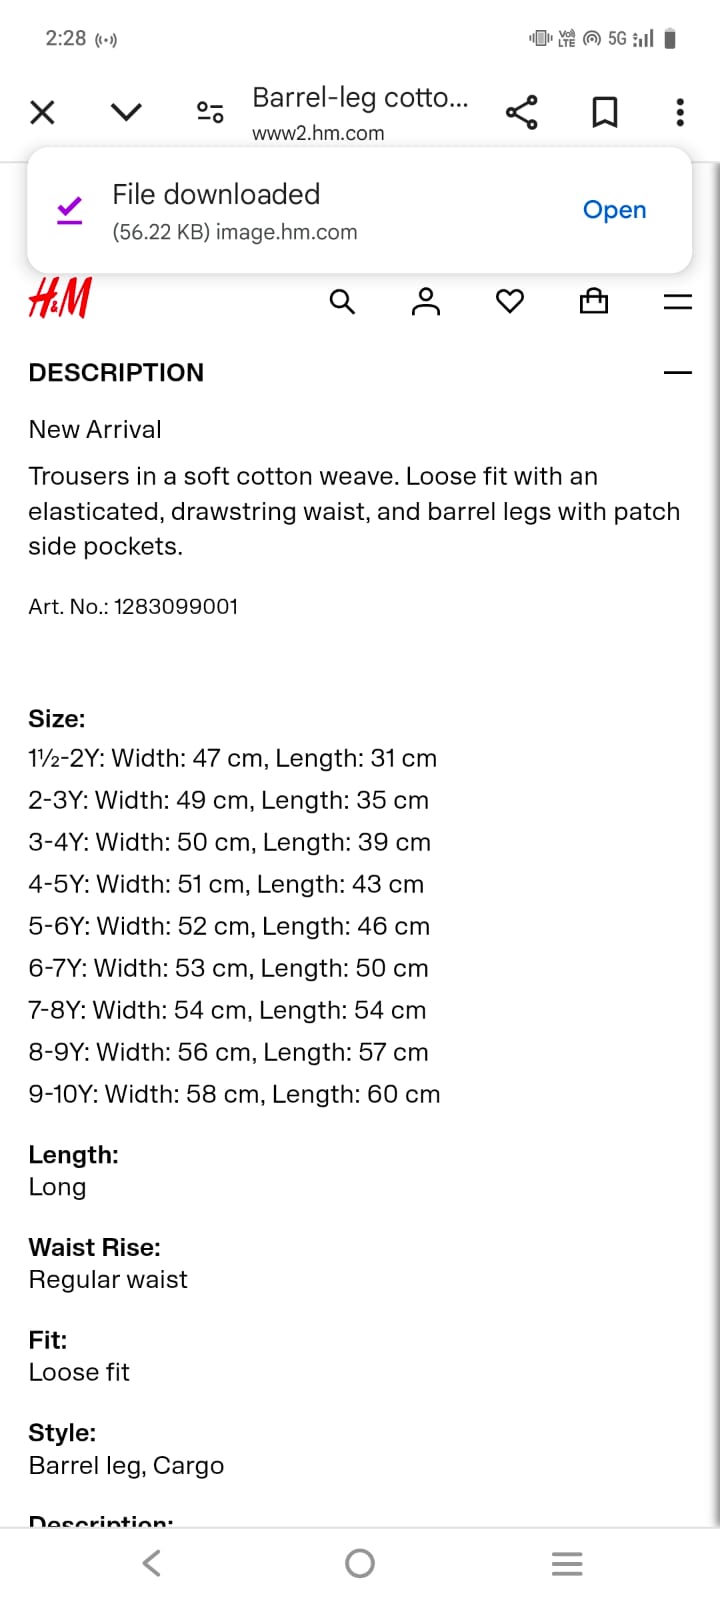 2:28
VoLTE 5G
Barrel-leg cotto...
www2.hm.com
File downloaded
(56.22 KB) image.hm.com
Open
H&M
DESCRIPTION
New Arrival
Trousers in a soft cotton weave. Loose fit with an
elasticated, drawstring waist, and barrel legs with patch
side pockets.
Art. No.: 1283099001
Size:
1½-2Y: Width: 47 cm, Length: 31 cm
2-3Y: Width: 49 cm, Length: 35 cm
3-4Y: Width: 50 cm, Length: 39 cm
4-5Y: Width: 51 cm, Length: 43 cm
5-6Y: Width: 52 cm, Length: 46 cm
6-7Y: Width: 53 cm, Length: 50 cm
7-8Y: Width: 54 cm, Length: 54 cm
8-9Y: Width: 56 cm, Length: 57 cm
9-10Y: Width: 58 cm, Length: 60 cm
Length:
Long
Waist Rise:
Regular waist
Fit:
Loose fit
Style:
Barrel leg, Cargo
Description: